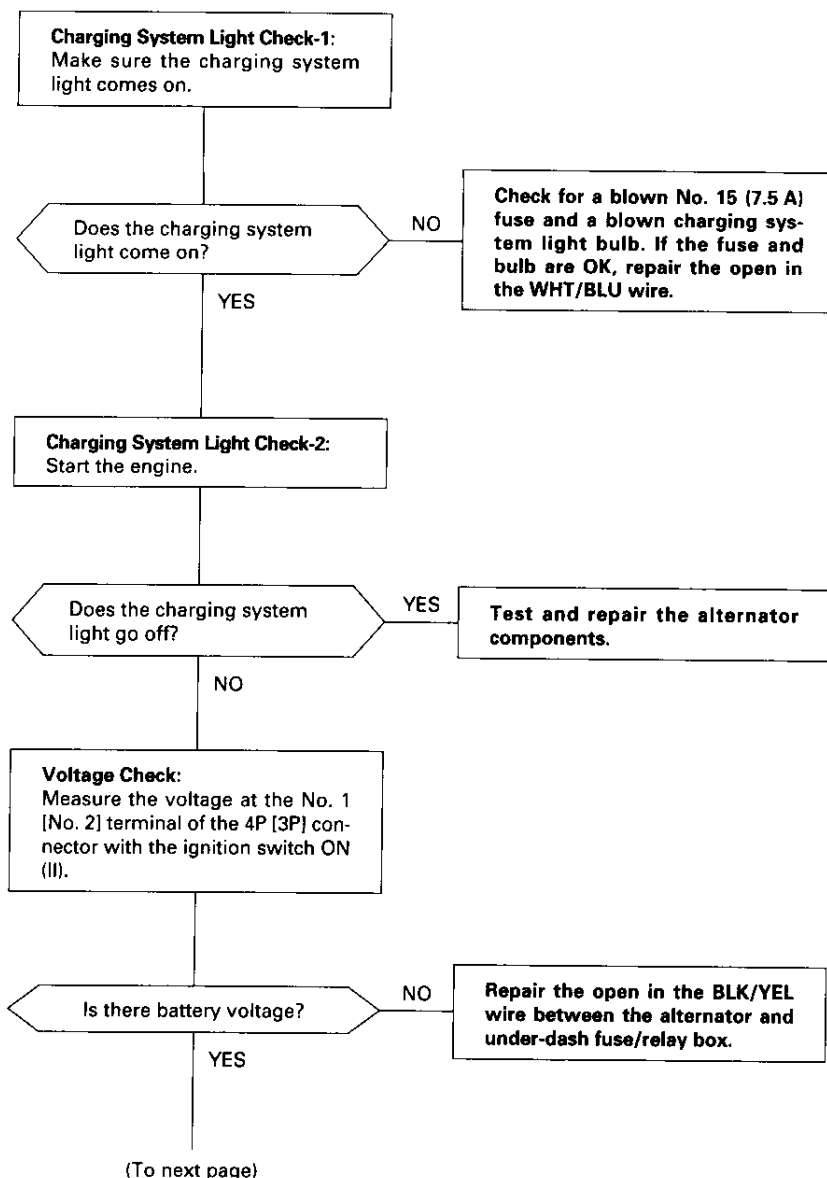 Charging System Light Check-1:
Make sure the charging system
light comes on.
Does the charging system
light come on?
NO
Check for a blown No. 15 (7.5 A)
fuse and a blown charging sys-
tem light bulb. If the fuse and
bulb are OK, repair the open in
the WHT/BLU wire.
YES
Charging System Light Check-2:
Start the engine.
Does the charging system
light go off?
YES
Test and repair the alternator
components.
NO
Voltage Check:
Measure the voltage at the No. 1
[No. 2] terminal of the 4P [3P] con-
nector with the ignition switch ON
(II).
Is there battery voltage?
NO
Repair the open in the BLK/YEL
wire between the alternator and
under-dash fuse/relay box.
YES
(To next page)